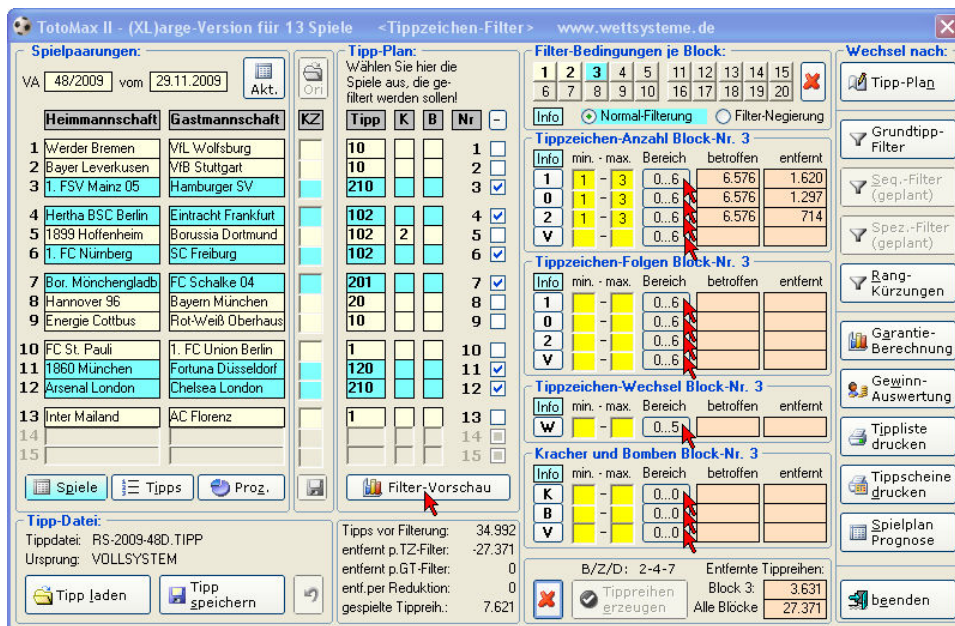 TotoMax II - (XL)arge-Version für 13 Spiele <Tippzeichen-Filter> www.wettsysteme.de
Spielpaarungen:
VA 48/2009 vom 29.11.2009 Akt.
Heimmannschaft Gastmannschaft
1 Werder Bremen VfL Wolfsburg
2 Bayer Leverkusen VfB Stuttgart
3 1. FSV Mainz 05 Hamburger SV
4 Hertha BSC Berlin Eintracht Frankfurt
5 1899 Hoffenheim Borussia Dortmund
6 1. FC Nürnberg SC Freiburg
7 Bor. Mönchengladb FC Schalke 04
8 Hannover 96 Bayern München
9 Energie Cottbus Rot-Weiß Oberhaus
10 FC St. Pauli 1. FC Union Berlin
11 1860 München Fortuna Düsseldorf
12 Arsenal London Chelsea London
13 Inter Mailand AC Florenz
14
15
Spiele Tipps Proz.
Ori
KZ
Tipp-Plan:
Wählen Sie hier die
Spiele aus, die ge-
filtert werden sollen!
Tipp K B Nr -
10 1
10 2
210 3
102 4
102 2 5
102 6
201 7
20 8
10 9
1 10
120 11
210 12
1 13
14
15
Filter-Vorschau
Filter-Bedingungen je Block:
1 2 3 4 5 11 12 13 14 15
6 7 8 9 10 16 17 18 19 20
Info Normal-Filterung Filter-Negierung
Tippzeichen-Anzahl Block-Nr. 3
Info min. - max. Bereich betroffen entfernt
1 1 - 3 0...6 6.576 1.620
0 1 - 3 0...6 6.576 1.297
2 1 - 3 0...6 6.576 714
V - 0...6
Tippzeichen-Folgen Block-Nr. 3
Info min. - max. Bereich betroffen entfernt
1 - 0...6
0 - 0...6
2 - 0...6
V - 0...6
Tippzeichen-Wechsel Block-Nr. 3
Info min. - max. Bereich betroffen entfernt
W - 0...5
Kracher und Bomben Block-Nr. 3
Info min. - max. Bereich betroffen entfernt
K - 0...0
B - 0...0
V - 0...0
Wechsel nach:
Tipp-Plan
Grundtipp-
Filter
Seq.-Filter
(geplant)
Spez.-Filter
(geplant)
Rang-
Kürzungen
Garantie-
Berechnung
Gewinn-
Auswertung
Tippliste
drucken
Tippscheine
drucken
Spielplan
Prognose
beenden
Tipp-Datei:
Tippdatei: RS-2009-48D.TIPP
Ursprung: VOLLSYSTEM
Tipp laden
Tipp
speichern
Tipps vor Filterung: 34.992
entfernt p.TZ-Filter: -27.371
entfernt p.GT-Filter: 0
entf.per Reduktion: 0
gespielte Tippreih.: 7.621
B/Z/D: 2-4-7 Entfernte Tippreihen:
Tippreihen
erzeugen
Block 3: 3.631
Alle Blöcke 27.371